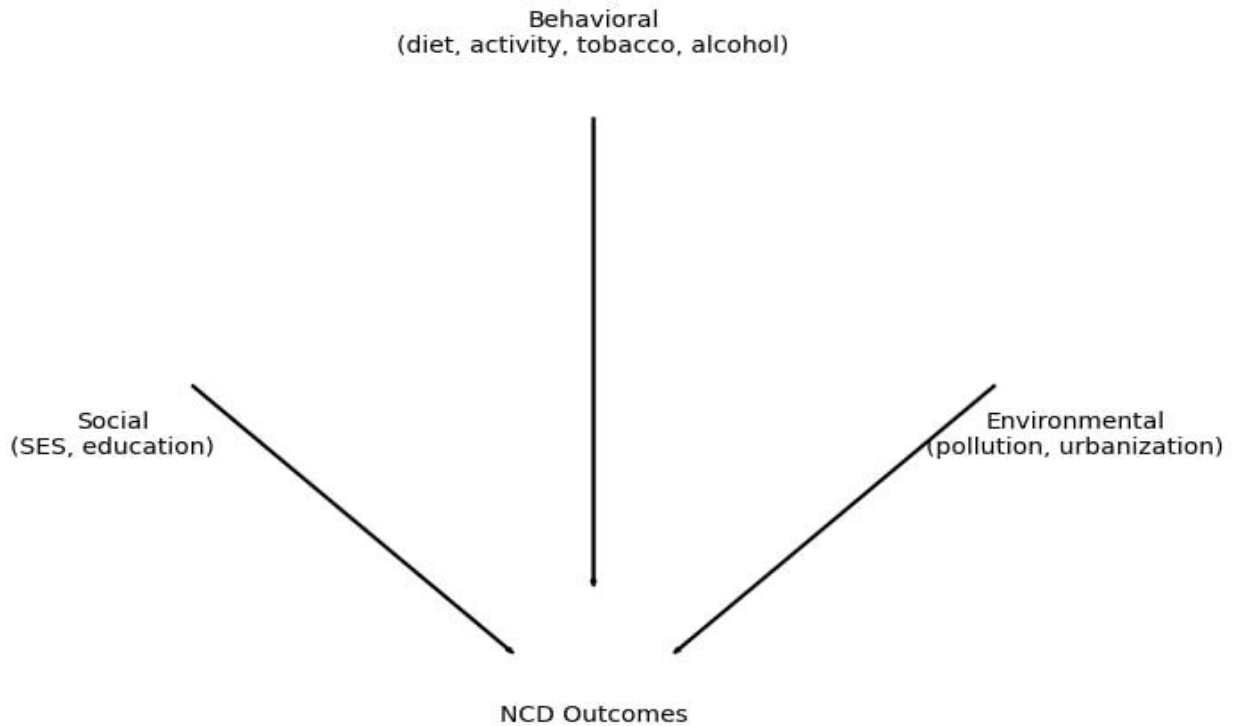 Behavioral
(diet, activity, tobacco, alcohol)
Social
(SES, education)
Environmental
(pollution, urbanization)
NCD Outcomes